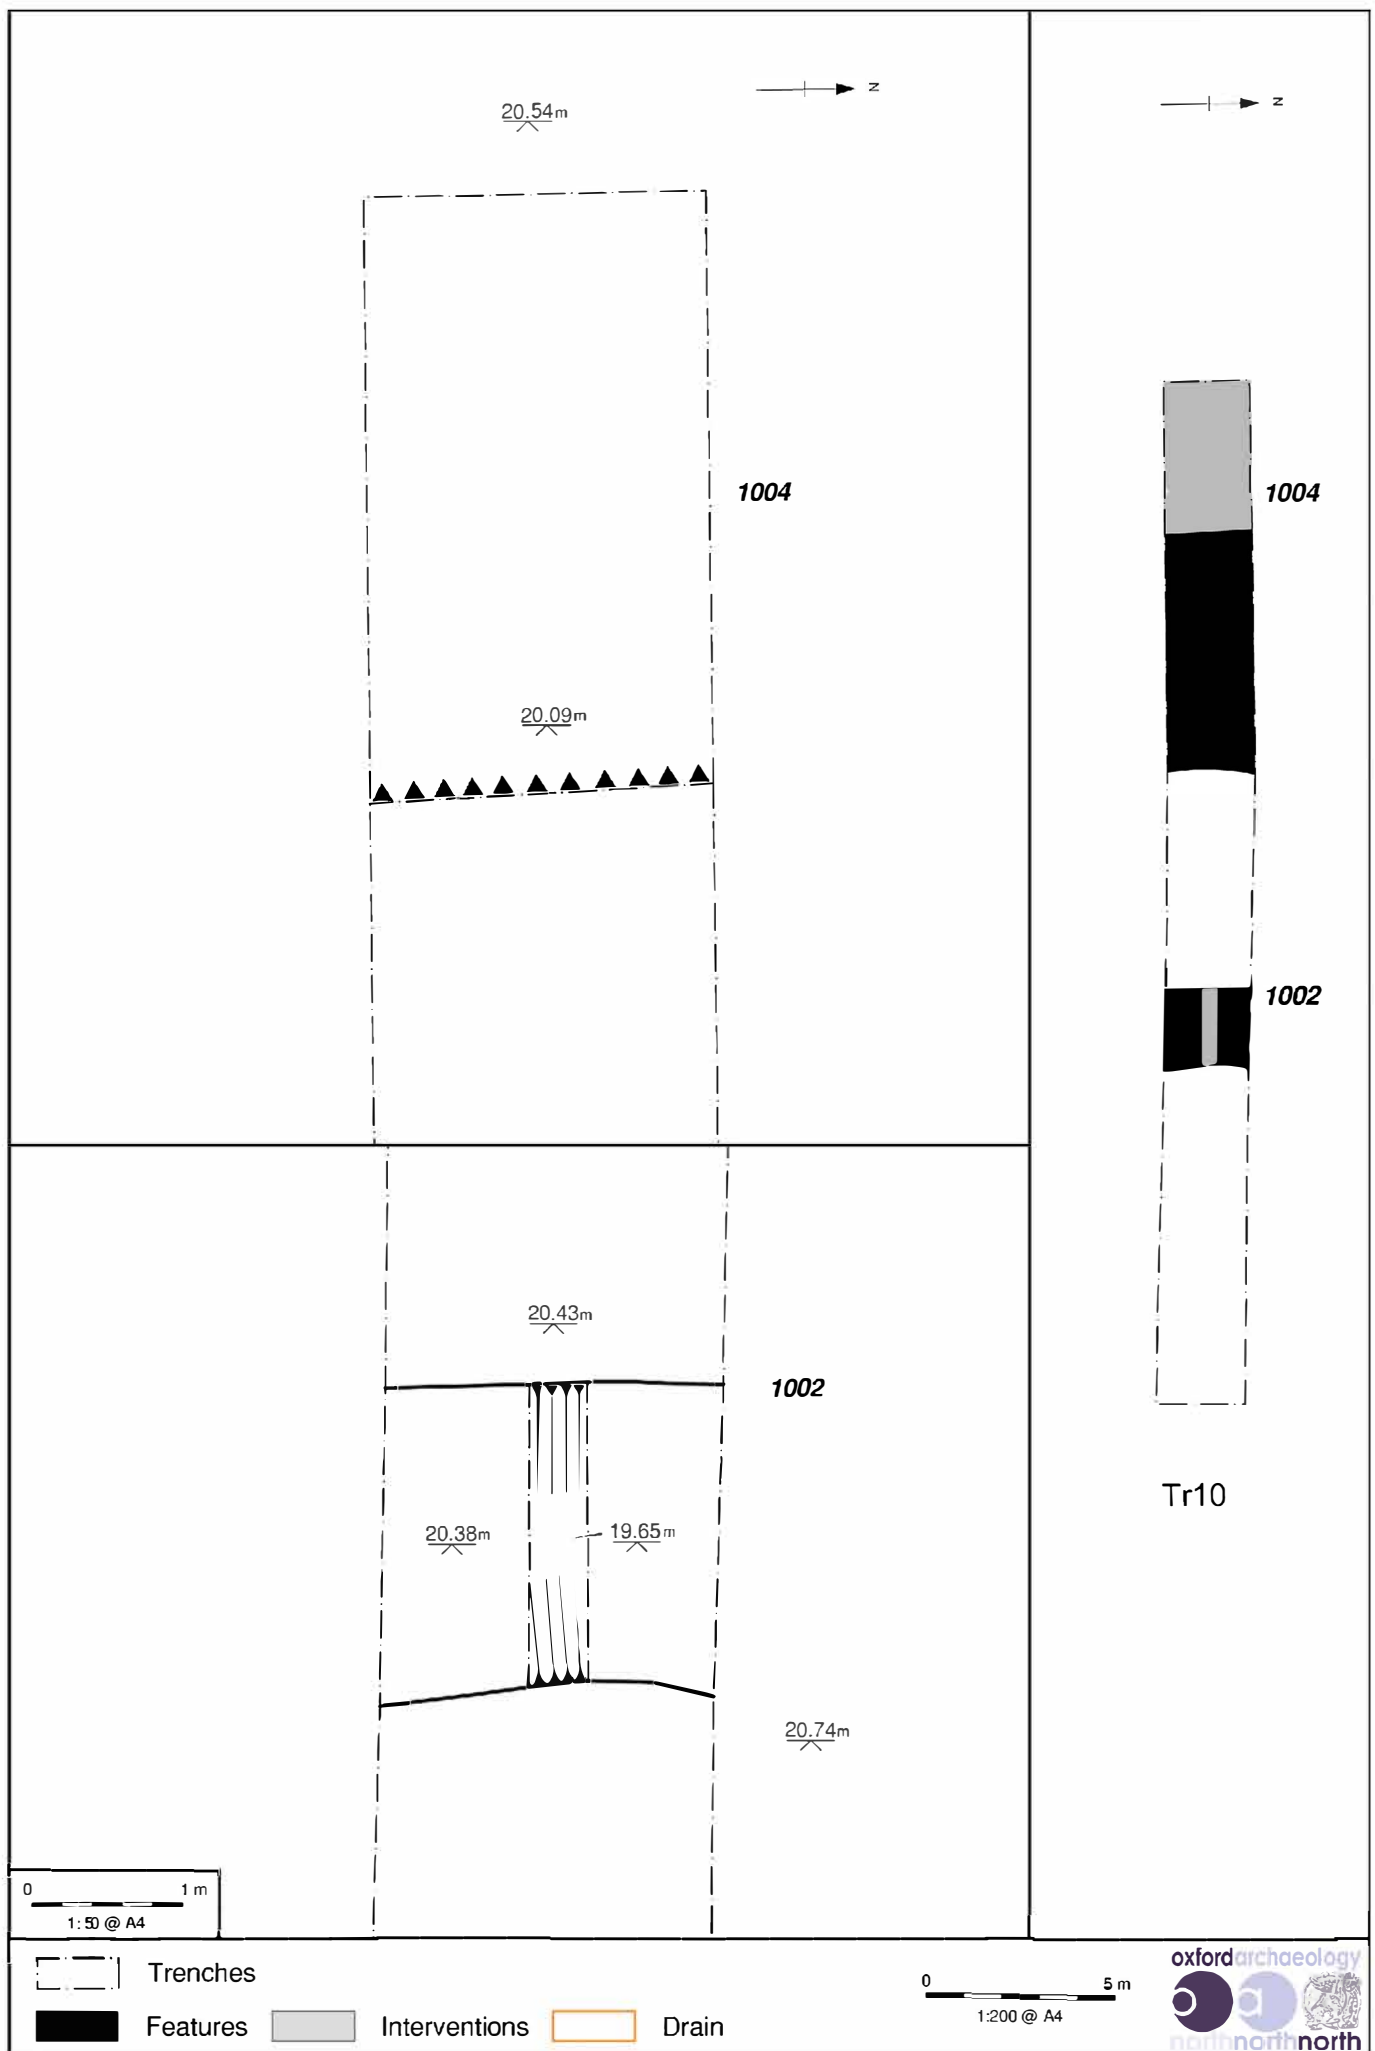 20.54m
N
N
1004
1004
20.09m
1002
20.43m
1002
Tr10
20.38m
19.65m
20.74m
0 1 m
1:50 @ A4
Trenches
Features
Interventions
Drain
0 5 m
1:200 @ A4
oxfordarchaeology
a a
northnorthnorth